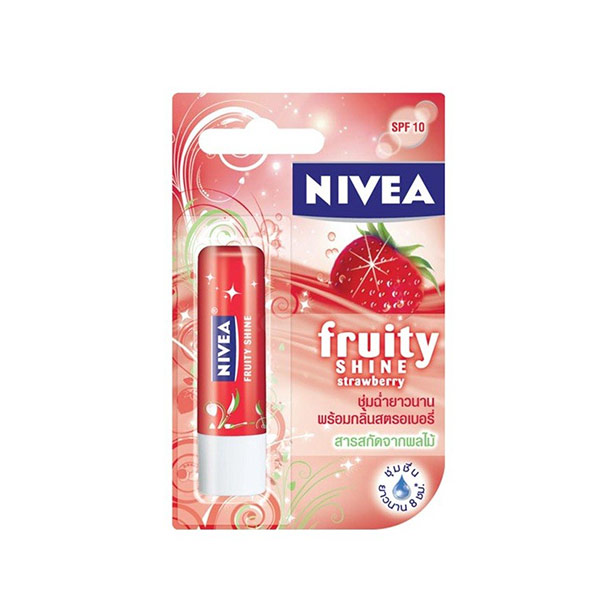 SPF 10
NIVEA
fruity
SHINE
strawberry
ชุ่มฉ่ำยาวนาน
พร้อมกลิ่นสตรอเบอรี่
สารสกัดจากผลไม้
ชุ่มชื้น
ยาวนาน 8 ชม.*
NIVEA
FRUITY SHINE